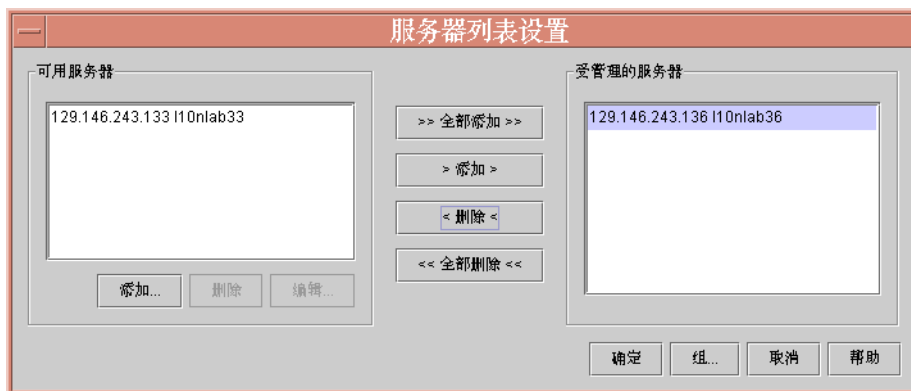 服务器列表设置
可用服务器
129.146.243.133 l10nlab33
添加...
删除
编辑...
>> 全部添加 >>
> 添加 >
< 删除 <
<< 全部删除 <<
受管理的服务器
129.146.243.136 l10nlab36
确定
组...
取消
帮助